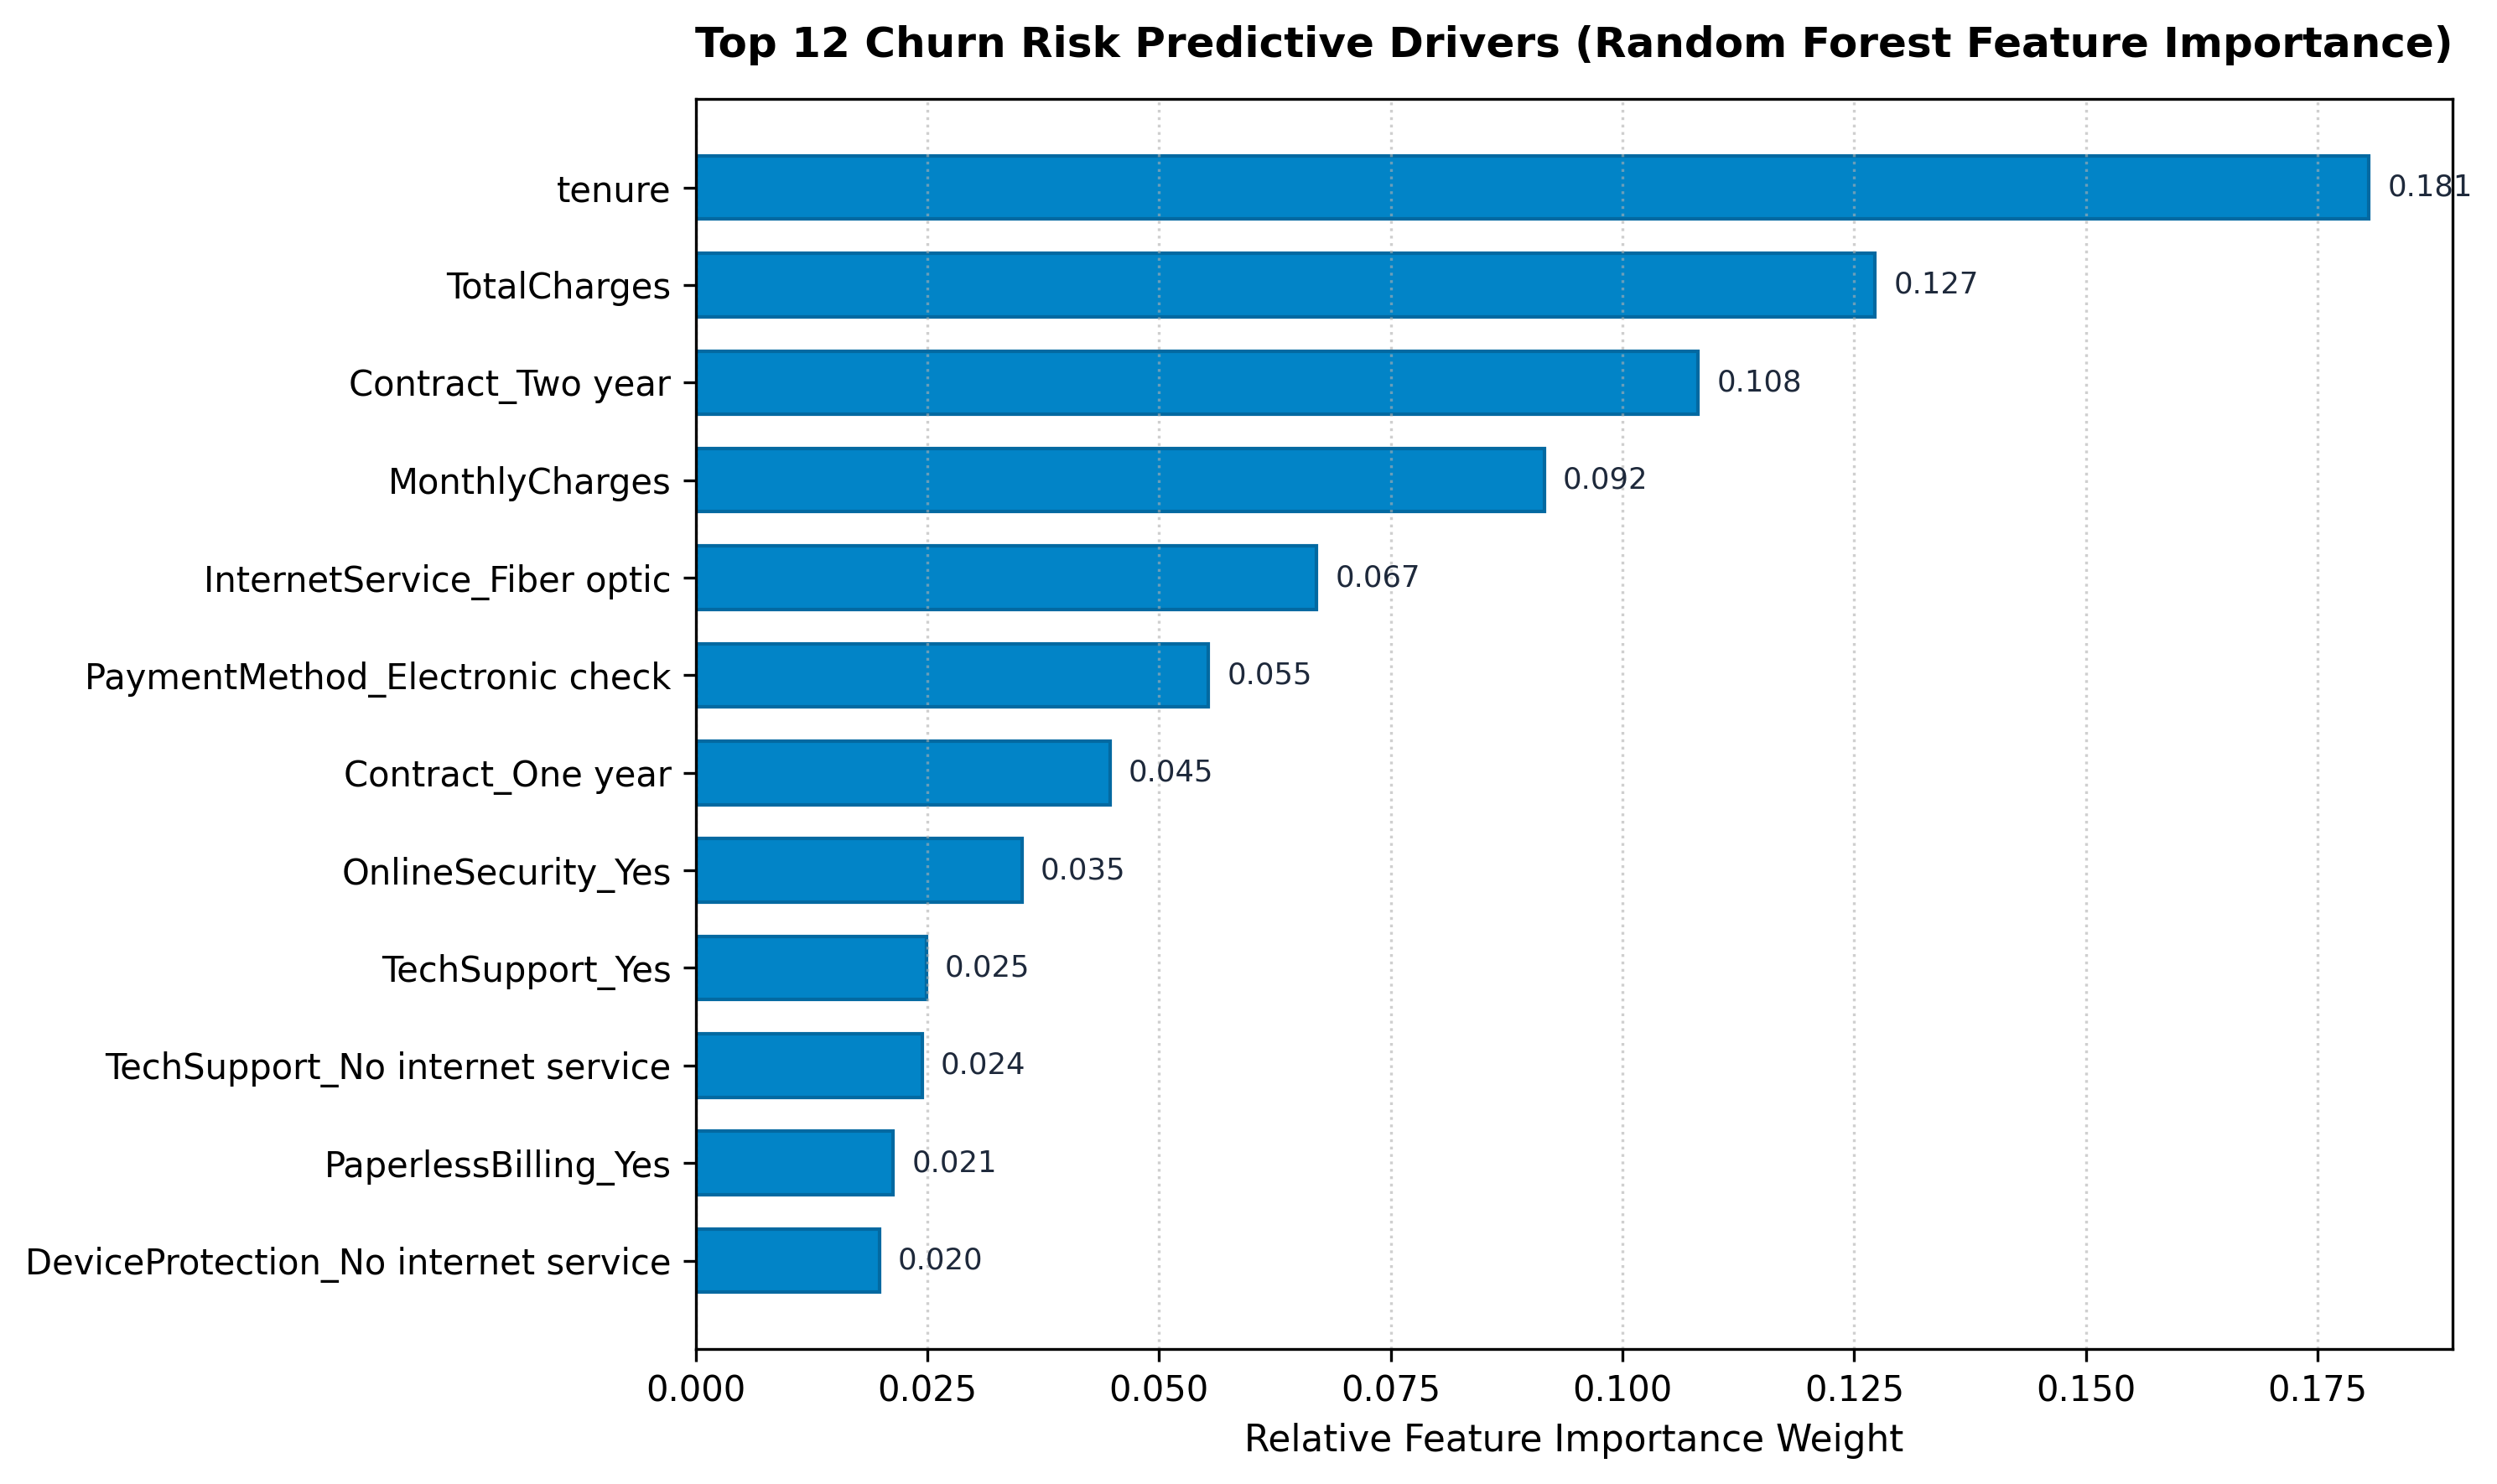 Top 12 Churn Risk Predictive Drivers (Random Forest Feature Importance)
tenure 0.181
TotalCharges 0.127
Contract_Two year 0.108
MonthlyCharges 0.092
InternetService_Fiber optic 0.067
PaymentMethod_Electronic check 0.055
Contract_One year 0.045
OnlineSecurity_Yes 0.035
TechSupport_Yes 0.025
TechSupport_No internet service 0.024
PaperlessBilling_Yes 0.021
DeviceProtection_No internet service 0.020
0.000 0.025 0.050 0.075 0.100 0.125 0.150 0.175
Relative Feature Importance Weight